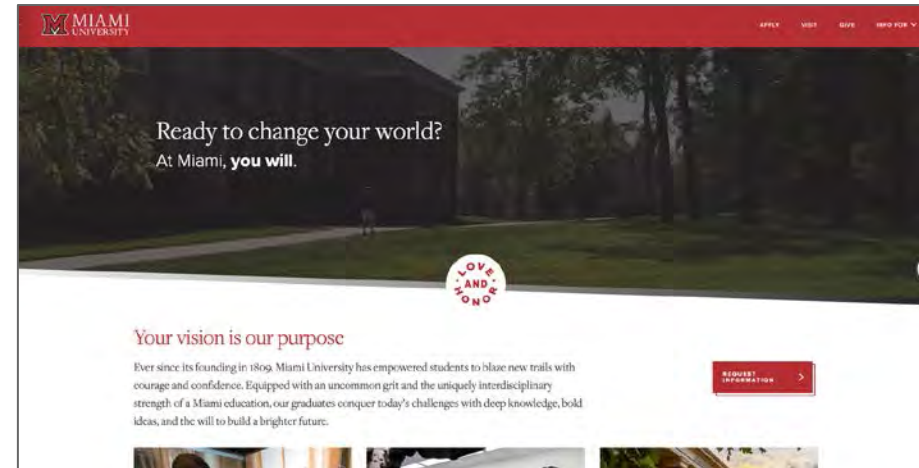 MIAMI
UNIVERSITY
APPLY VISIT GIVE INFO FOR
Ready to change your world?
At Miami, you will.
LOVE
AND
HONOR
Your vision is our purpose
Ever since its founding in 1809, Miami University has empowered students to blaze new trails with
courage and confidence. Equipped with an uncommon grit and the uniquely interdisciplinary
strength of a Miami education, our graduates conquer today's challenges with deep knowledge, bold
ideas, and the will to build a brighter future.
REQUEST
INFORMATION